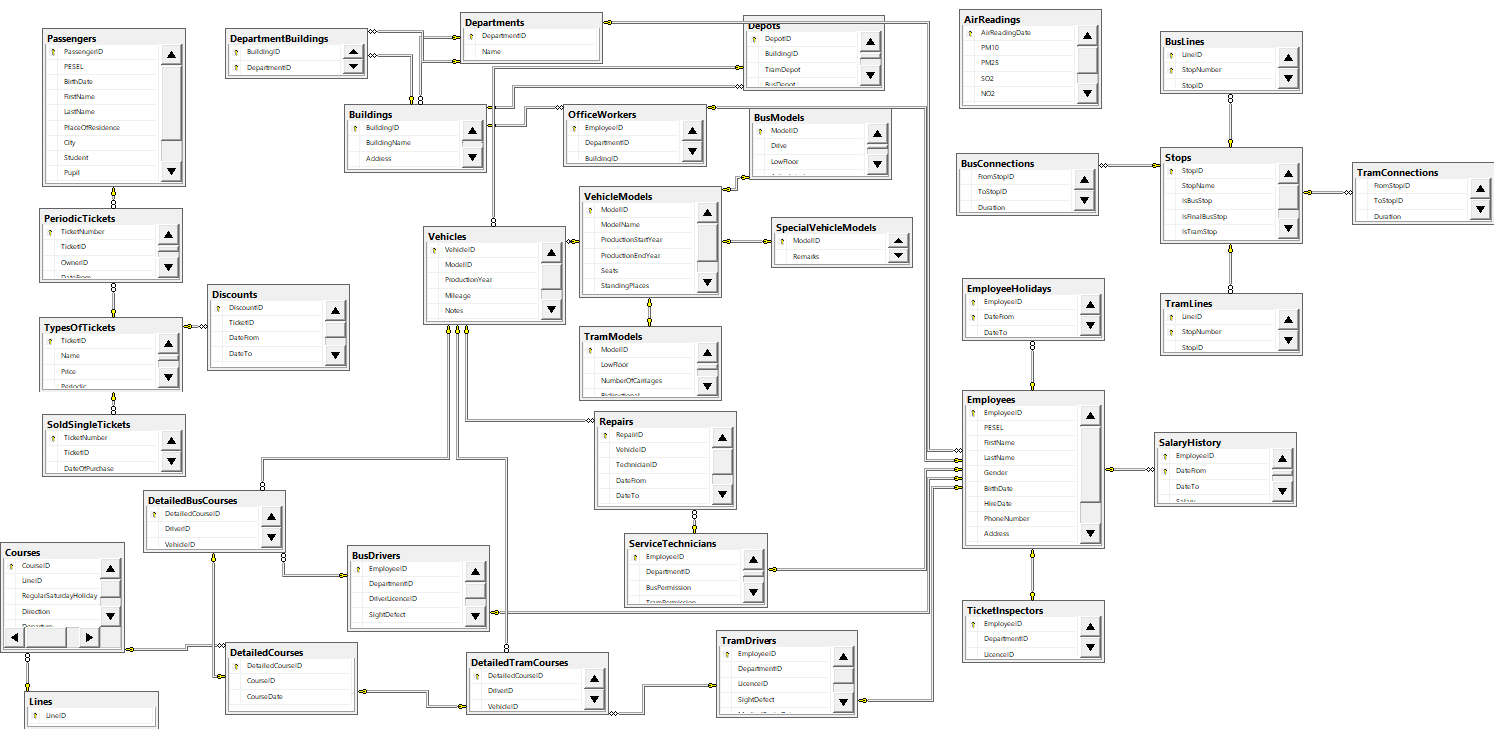 Passengers
PassengerID
PESEL
BirthDate
FirstName
LastName
PlaceOfResidence
City
Student
Pupil
DepartmentBuildings
BuildingID
DepartmentID
Departments
DepartmentID
Name
Depots
DepotID
BuildingID
TramDepot
BusDepot
AirReadings
AirReadingDate
PM10
PM25
SO2
NO2
BusLines
LineID
StopNumber
StopID
Buildings
BuildingID
BuildingName
Address
OfficeWorkers
EmployeeID
DepartmentID
BuildingID
BusModels
ModelID
Drive
LowFloor
BusConnections
FromStopID
ToStopID
Duration
Stops
StopID
StopName
IsBusStop
IsFinalBusStop
IsTramStop
TramConnections
FromStopID
ToStopID
Duration
PeriodicTickets
TicketNumber
TicketID
OwnerID
DateFrom
Vehicles
VehicleID
ModelID
ProductionYear
Mileage
Notes
VehicleModels
ModelID
ModelName
ProductionStartYear
ProductionEndYear
Seats
StandingPlaces
SpecialVehicleModels
ModelID
Remarks
Discounts
DiscountID
TicketID
DateFrom
DateTo
EmployeeHolidays
EmployeeID
DateFrom
DateTo
TramLines
LineID
StopNumber
StopID
TypesOfTickets
TicketID
Name
Price
Periodic
TramModels
ModelID
LowFloor
NumberOfCarriages
Bidirectional
SoldSingleTickets
TicketNumber
TicketID
DateOfPurchase
Repairs
RepairID
VehicleID
TechnicianID
DateFrom
DateTo
Employees
EmployeeID
PESEL
FirstName
LastName
Gender
BirthDate
HireDate
PhoneNumber
Address
SalaryHistory
EmployeeID
DateFrom
DateTo
Salary
DetailedBusCourses
DetailedCourseID
DriverID
VehicleID
Courses
CourseID
LineID
RegularSaturdayHoliday
Direction
Departure
BusDrivers
EmployeeID
DepartmentID
DriverLicenceID
SightDefect
ServiceTechnicians
EmployeeID
DepartmentID
BusPermission
TramPermission
TicketInspectors
EmployeeID
DepartmentID
LicenceID
DetailedCourses
DetailedCourseID
CourseID
CourseDate
DetailedTramCourses
DetailedCourseID
DriverID
VehicleID
TramDrivers
EmployeeID
DepartmentID
LicenceID
SightDefect
Lines
LineID